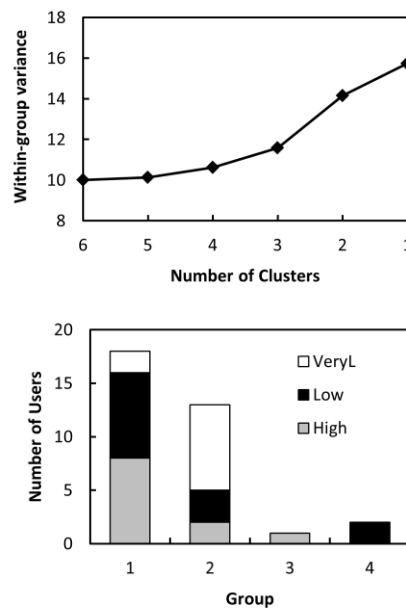 18
16
14
12
10
8
Within-group variance
6 5 4 3 2 1
Number of Clusters
20
15
10
5
0
Number of Users
VeryL
Low
High
1 2 3 4
Group